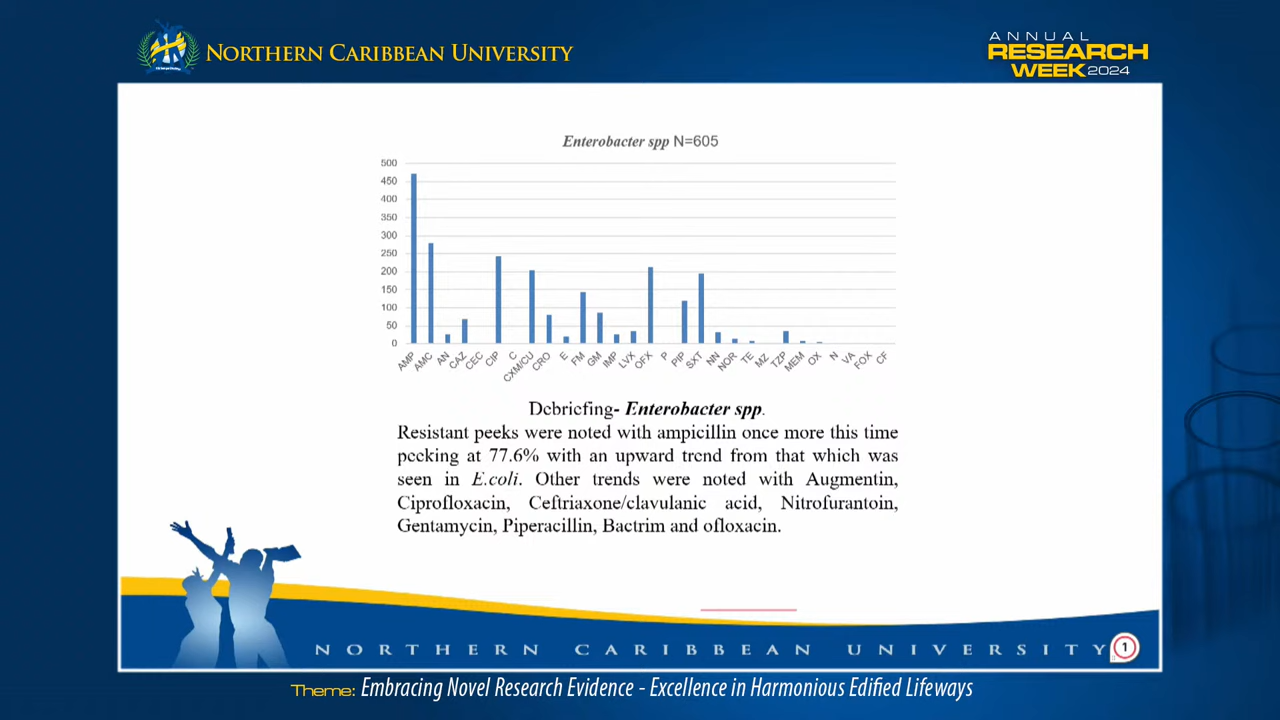 NORTHERN CARIBBEAN UNIVERSITY
ANNUAL
RESEARCH
WEEK 2024
Enterobacter spp N=605
500
450
400
350
300
250
200
150
100
50
0
AMP AMC AN CAZ CEC CIP C CXM/CU CRO E FM GM IMP LVX OFX P PIP SXT NN NOR TE MZ TZP MEM OX N VA FOX CF
Debriefing- Enterobacter spp.
Resistant peeks were noted with ampicillin once more this time
peeking at 77.6% with an upward trend from that which was
seen in E.coli. Other trends were noted with Augmentin,
Ciprofloxacin, Ceftriaxone/clavulanic acid, Nitrofurantoin,
Gentamycin, Piperacillin, Bactrim and ofloxacin.
NORTHERN CARIBBEAN UNIVERSITY
1
Theme: Embracing Novel Research Evidence - Excellence in Harmonious Edified Lifeways